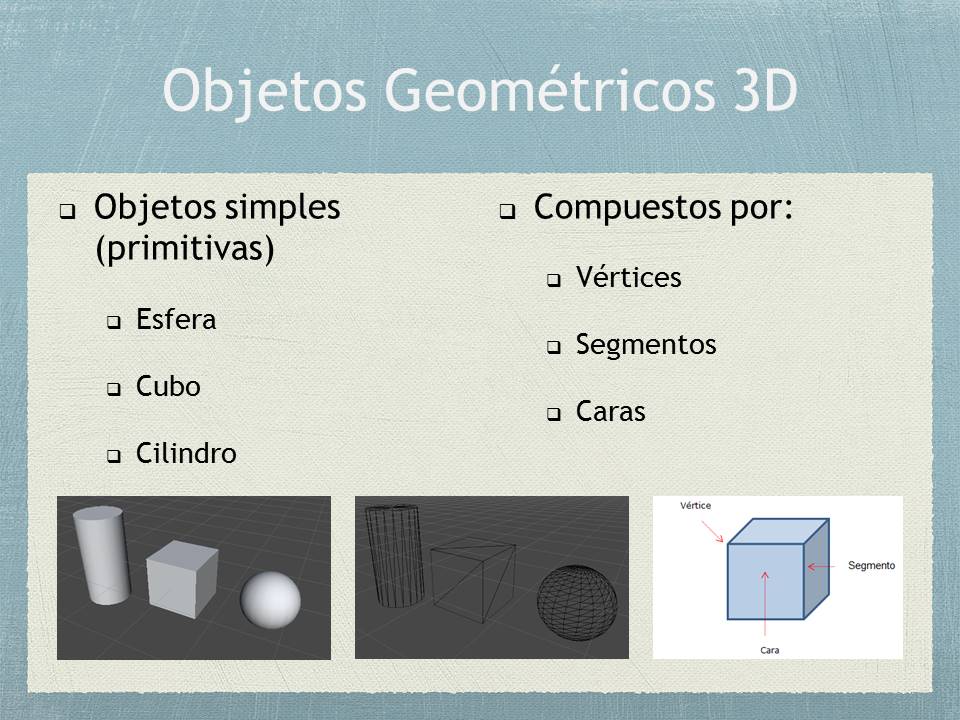 Objetos Geométricos 3D
Objetos simples
(primitivas)
Esfera
Cubo
Cilindro
Compuestos por:
Vértices
Segmentos
Caras
Vértice
Segmento
Cara